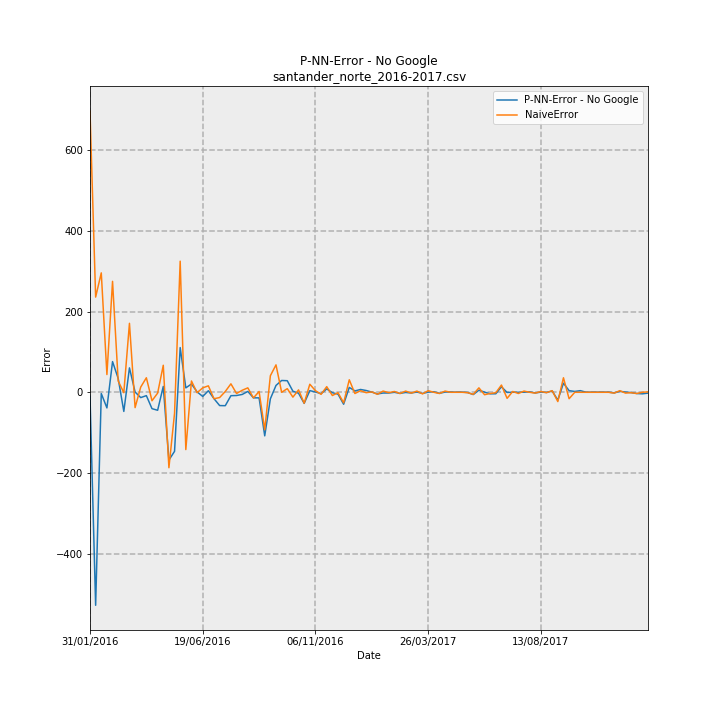 P-NN-Error - No Google
santander_norte_2016-2017.csv
P-NN-Error - No Google
NaiveError
600
400
200
0
−200
−400
Error
31/01/2016
19/06/2016
06/11/2016
26/03/2017
13/08/2017
Date